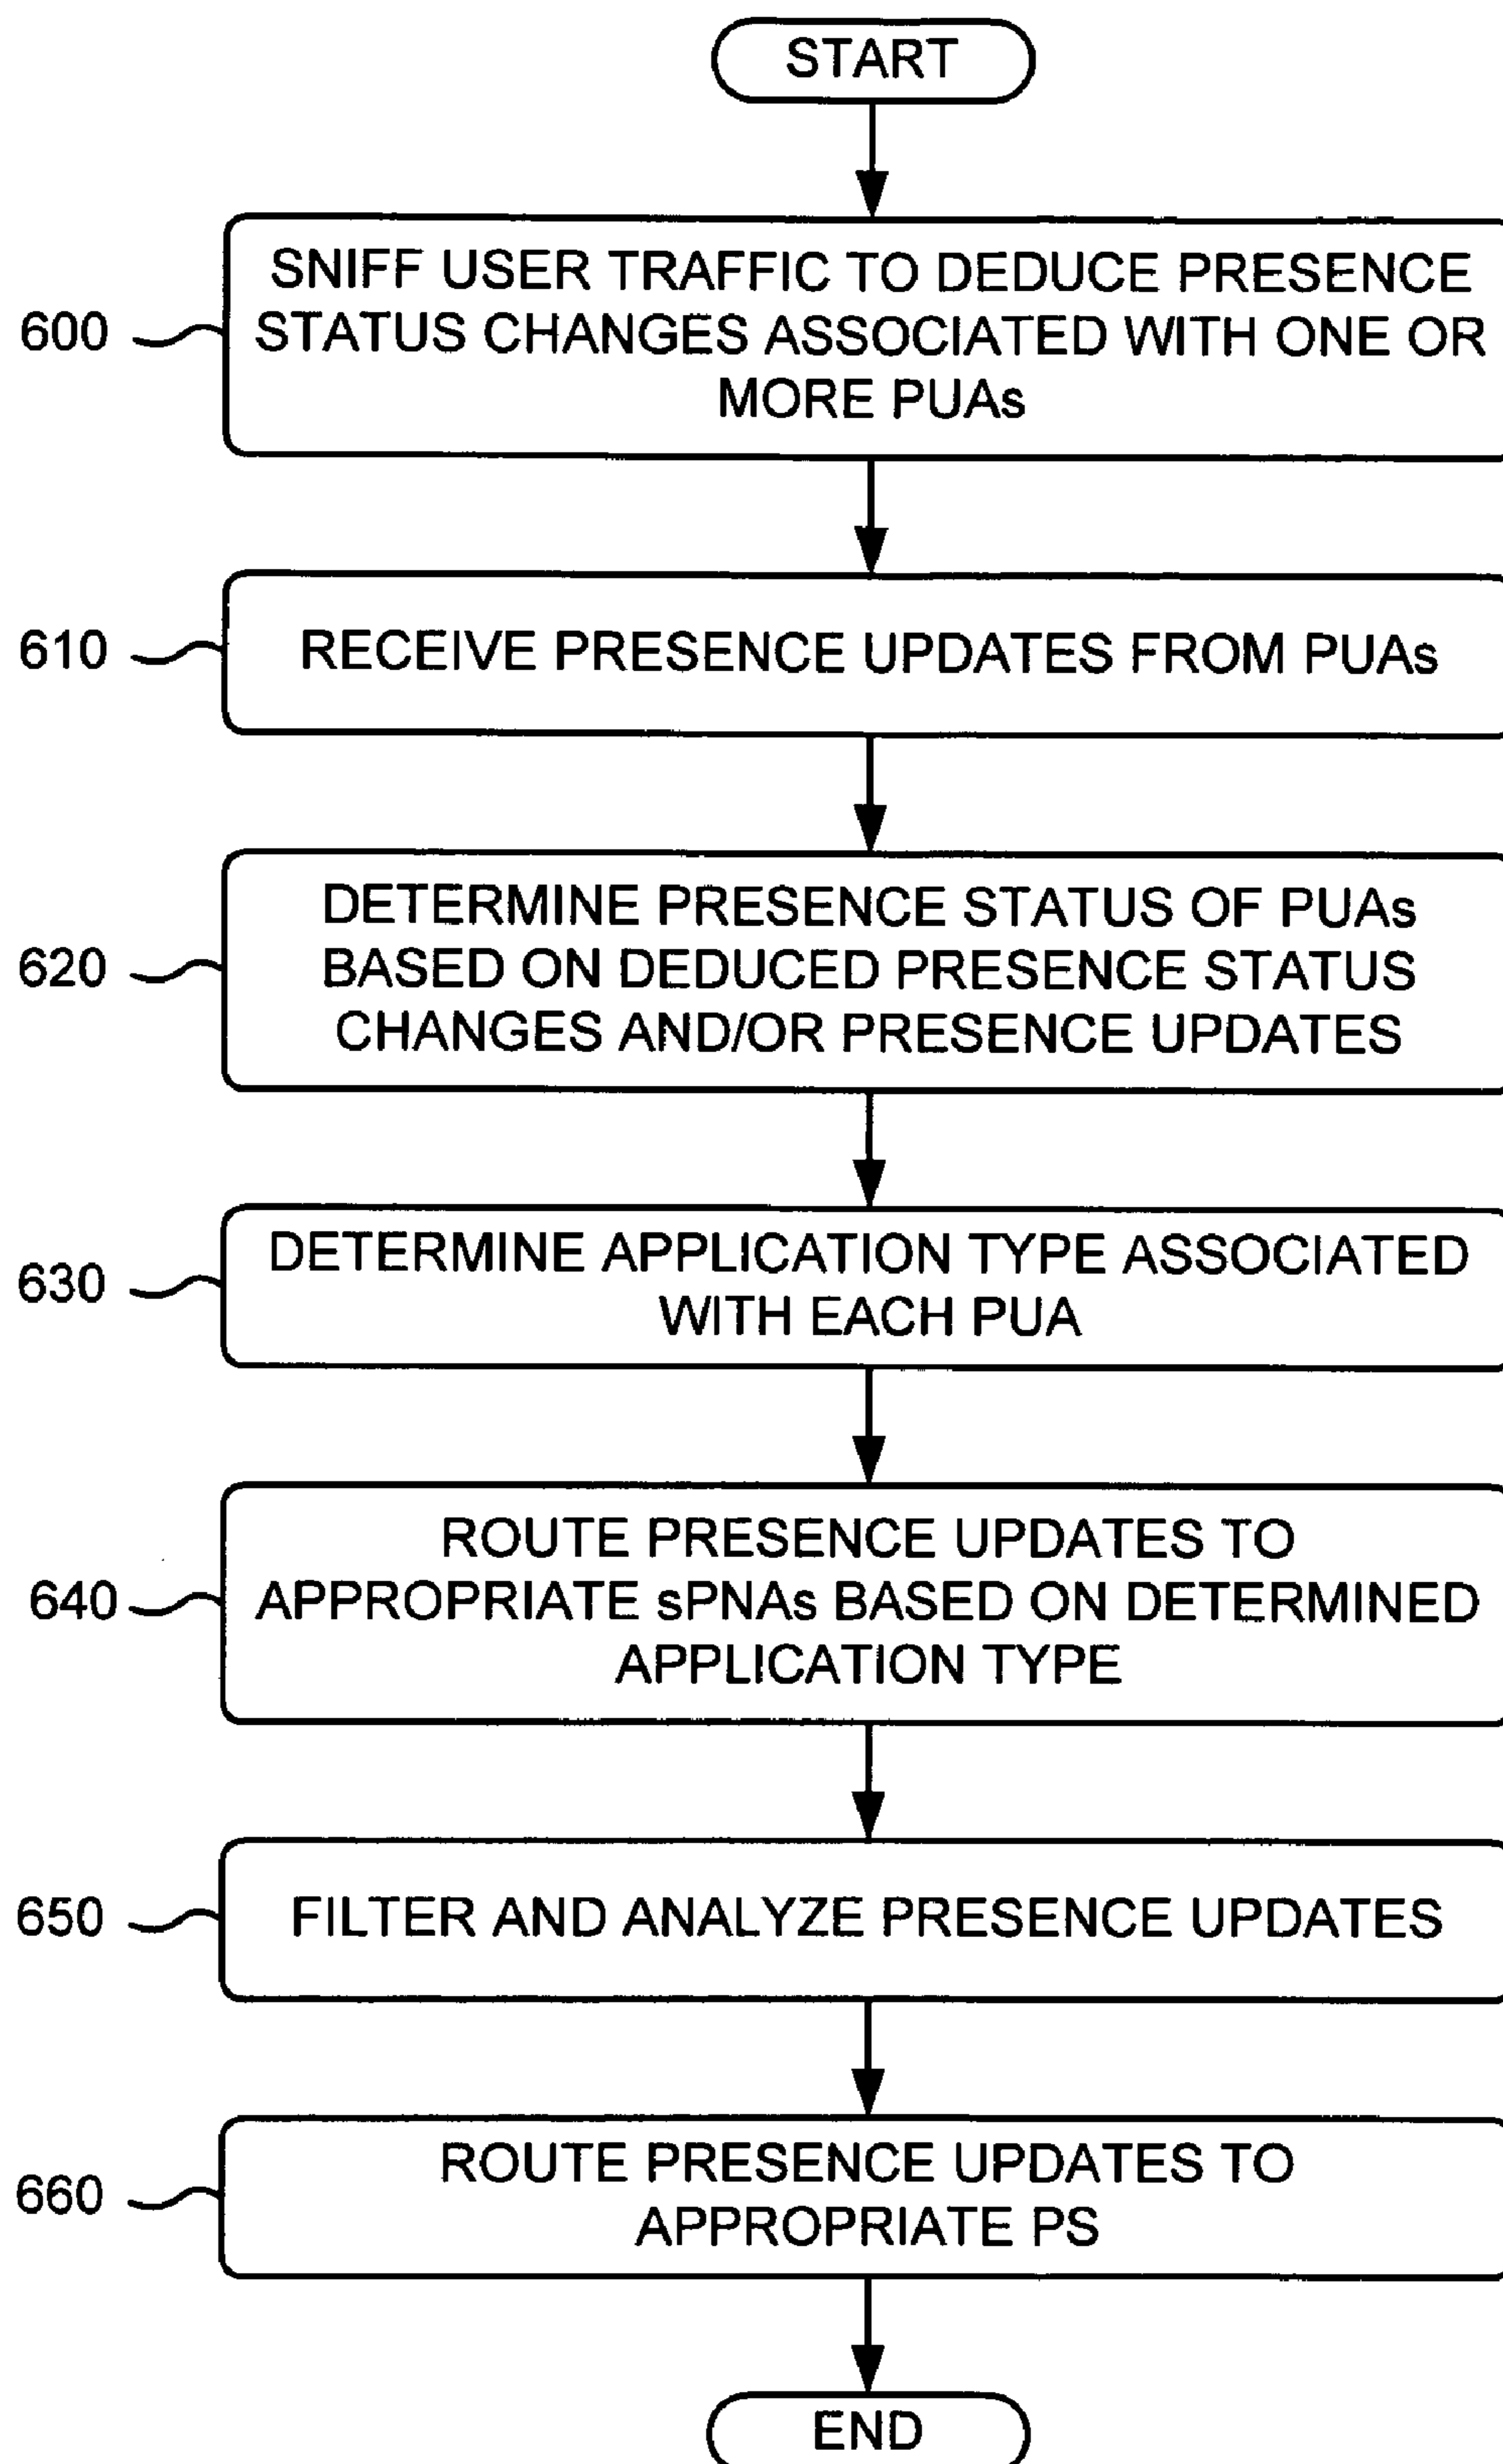 START
600
SNIFF USER TRAFFIC TO DEDUCE PRESENCE
STATUS CHANGES ASSOCIATED WITH ONE OR
MORE PUAs
610
RECEIVE PRESENCE UPDATES FROM PUAs
620
DETERMINE PRESENCE STATUS OF PUAs
BASED ON DEDUCED PRESENCE STATUS
CHANGES AND/OR PRESENCE UPDATES
630
DETERMINE APPLICATION TYPE ASSOCIATED
WITH EACH PUA
640
ROUTE PRESENCE UPDATES TO
APPROPRIATE sPNAs BASED ON DETERMINED
APPLICATION TYPE
650
FILTER AND ANALYZE PRESENCE UPDATES
660
ROUTE PRESENCE UPDATES TO
APPROPRIATE PS
END